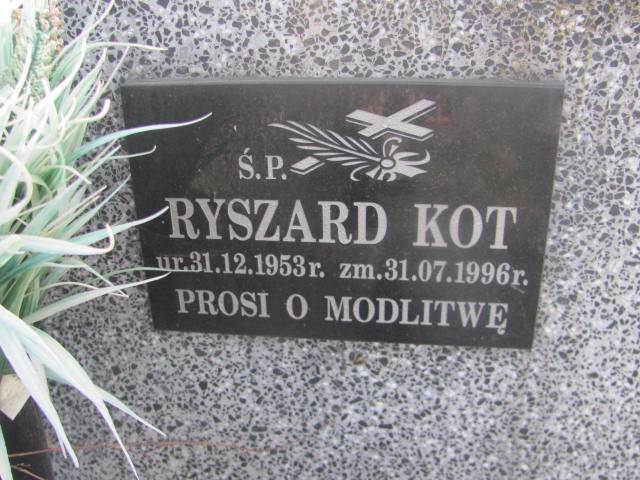 Ś.P.
RYSZARD KOT
ur.31.12.1953r. zm.31.07.1996r.
PROSI O MODLITWĘ